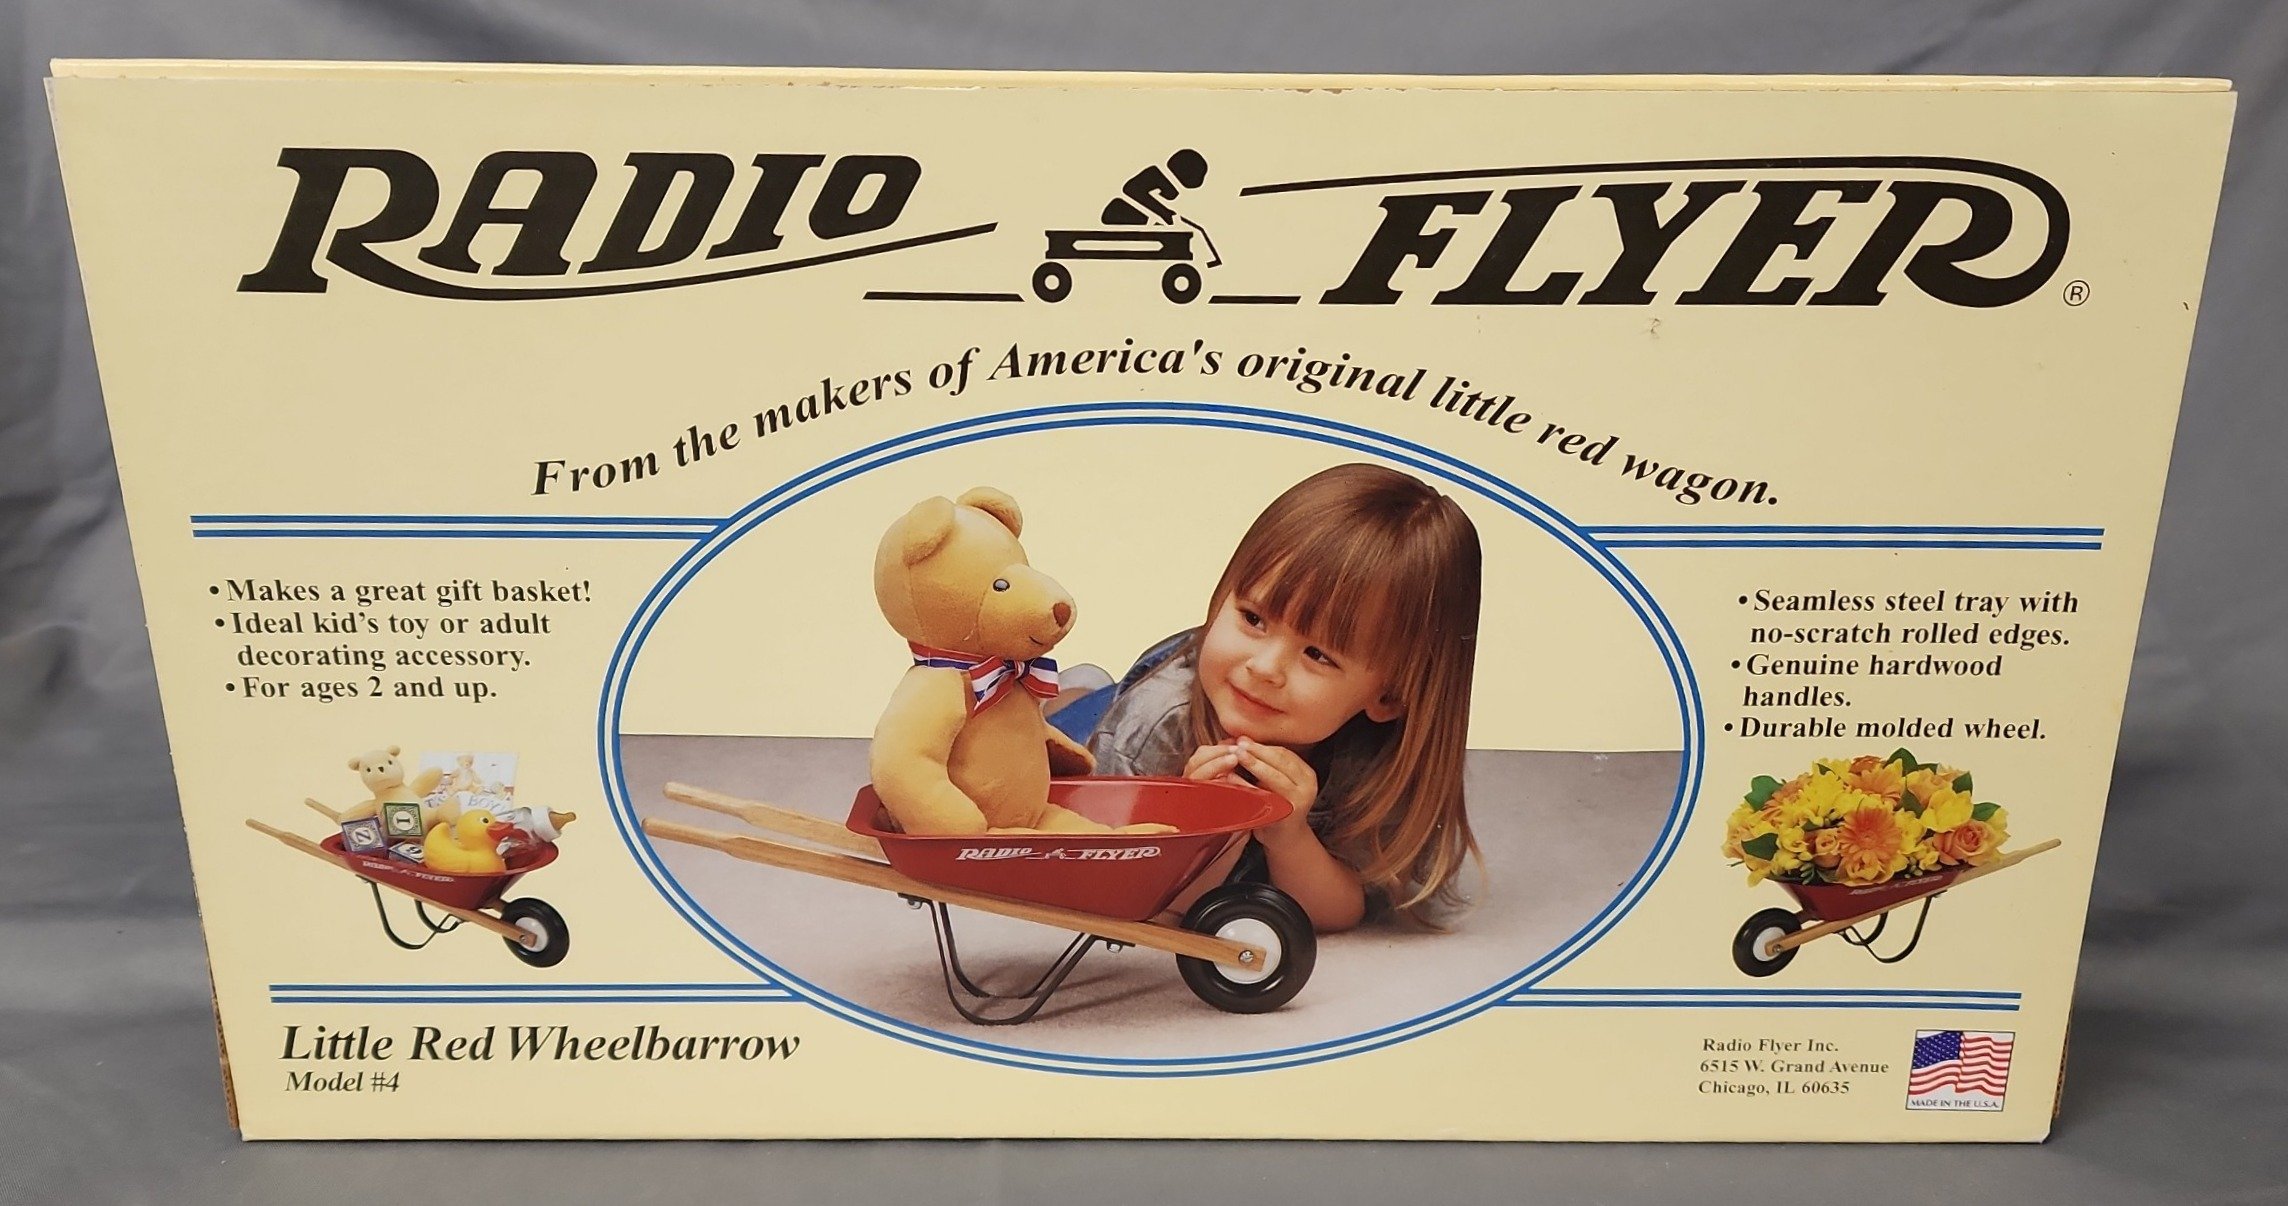 RADIO FLYER ®
From the makers of America's original little red wagon.
• Makes a great gift basket!
• Ideal kid's toy or adult
decorating accessory.
• For ages 2 and up.
• Seamless steel tray with
no-scratch rolled edges.
• Genuine hardwood
handles.
• Durable molded wheel.
RADIO FLYER
Little Red Wheelbarrow
Model #4
Radio Flyer Inc.
6515 W. Grand Avenue
Chicago, IL 60635
MADE IN THE U.S.A.